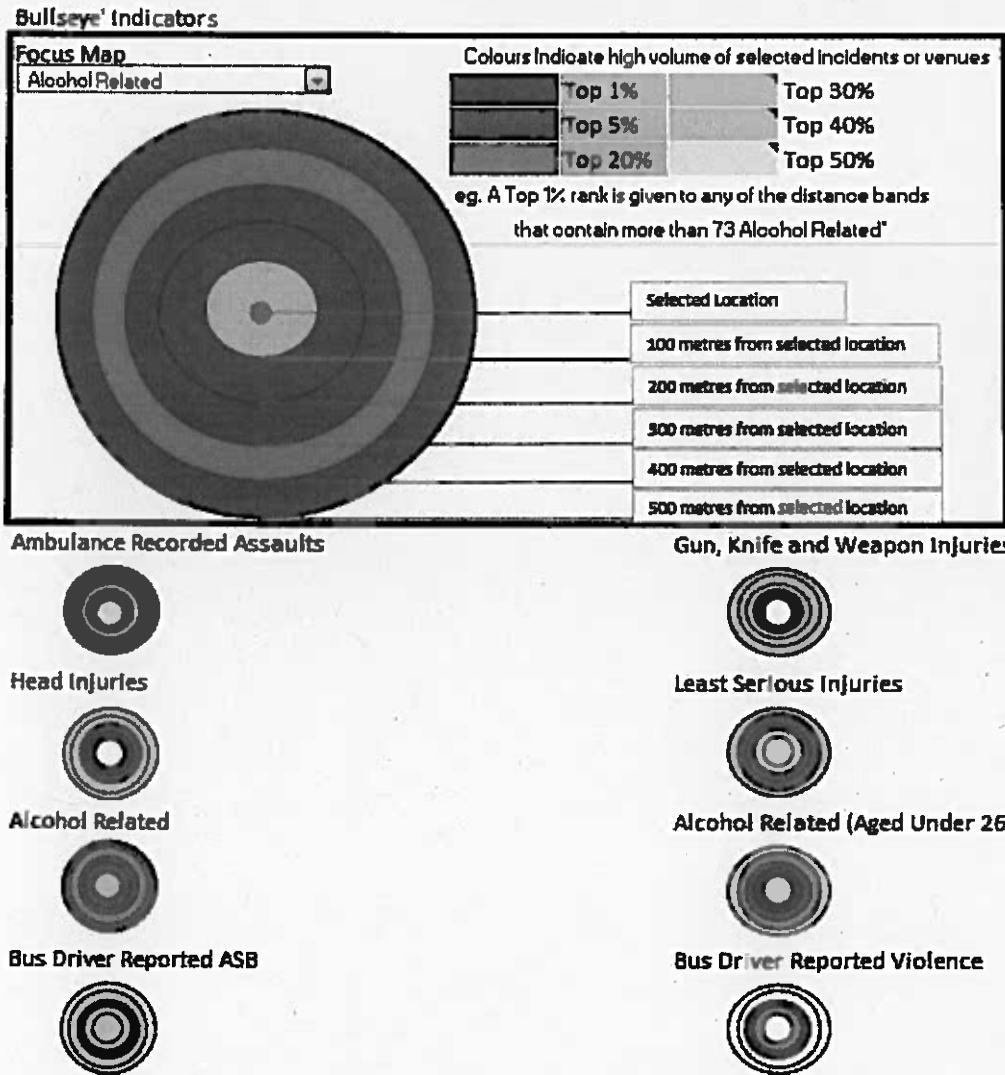 Bullseye' Indicators
Focus Map
Alcohol Related
Colours Indicate high volume of selected incidents or venues
Top 1% Top 30%
Top 5% Top 40%
Top 20% Top 50%
eg. A Top 1% rank is given to any of the distance bands
that contain more than 73 Alcohol Related"
Selected Location
100 metres from selected location
200 metres from selected location
300 metres from selected location
400 metres from selected location
500 metres from selected location
Ambulance Recorded Assaults Gun, Knife and Weapon Injuries
Head Injuries Least Serious Injuries
Alcohol Related Alcohol Related (Aged Under 26
Bus Driver Reported ASB Bus Driver Reported Violence